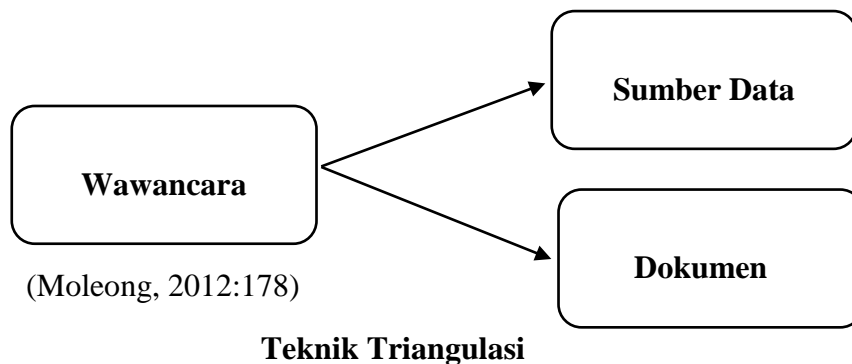 Sumber Data
Wawancara
Dokumen
(Moleong, 2012:178)
Teknik Triangulasi